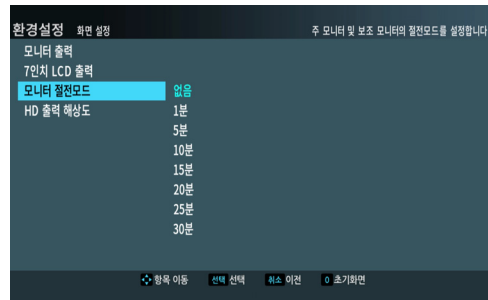 환경설정 화면 설정 주 모니터 및 보조 모니터의 절전모드를 설정합니다
모니터 출력
7인치 LCD 출력
모니터 절전모드 없음
HD 출력 해상도 1분
5분
10분
15분
20분
25분
30분
항목 이동 선택 선택 취소 이전 0 초기화면